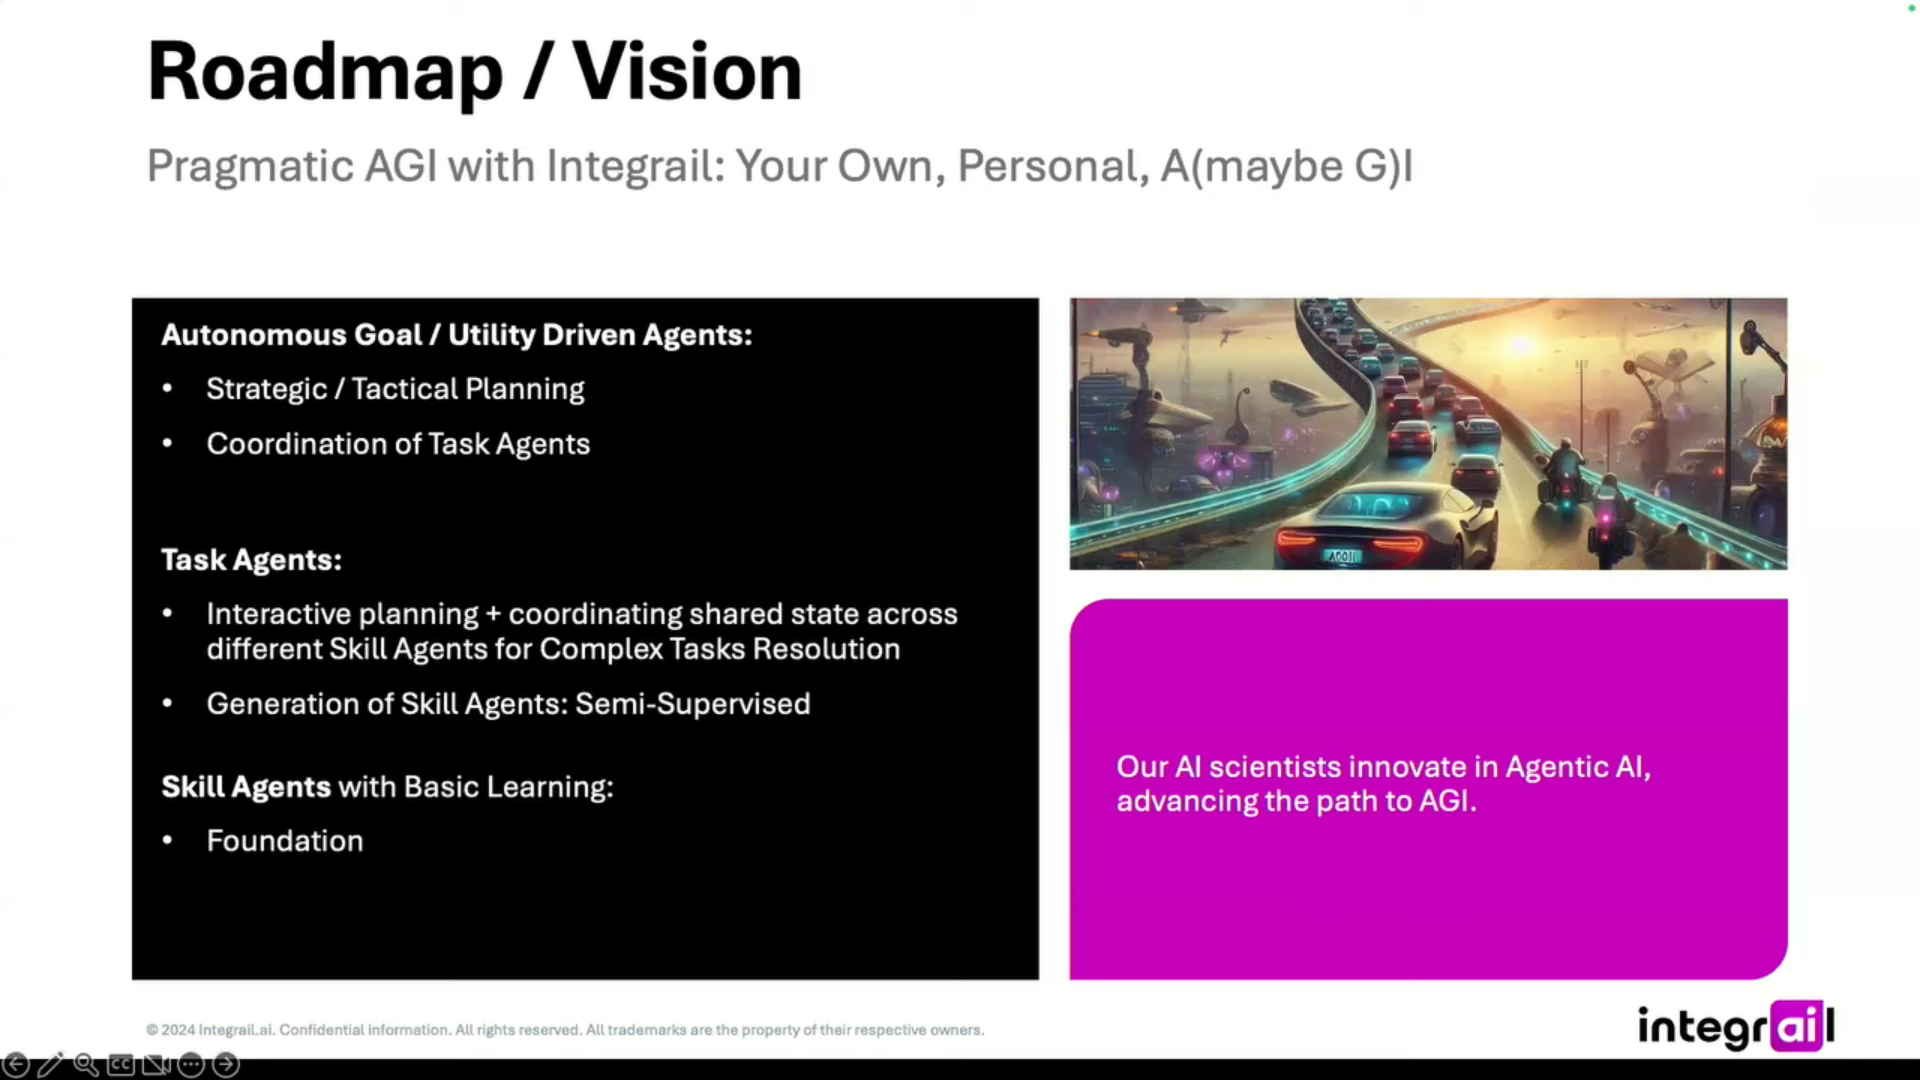 Roadmap / Vision
Pragmatic AGI with Integrail: Your Own, Personal, A(maybe G)I
Autonomous Goal / Utility Driven Agents:
• Strategic / Tactical Planning
• Coordination of Task Agents
Task Agents:
• Interactive planning + coordinating shared state across
different Skill Agents for Complex Tasks Resolution
• Generation of Skill Agents: Semi-Supervised
Skill Agents with Basic Learning:
• Foundation
Our AI scientists innovate in Agentic AI,
advancing the path to AGI.
© 2024 Integrail.ai. Confidential information. All rights reserved. All trademarks are the property of their respective owners.
integrail
CC